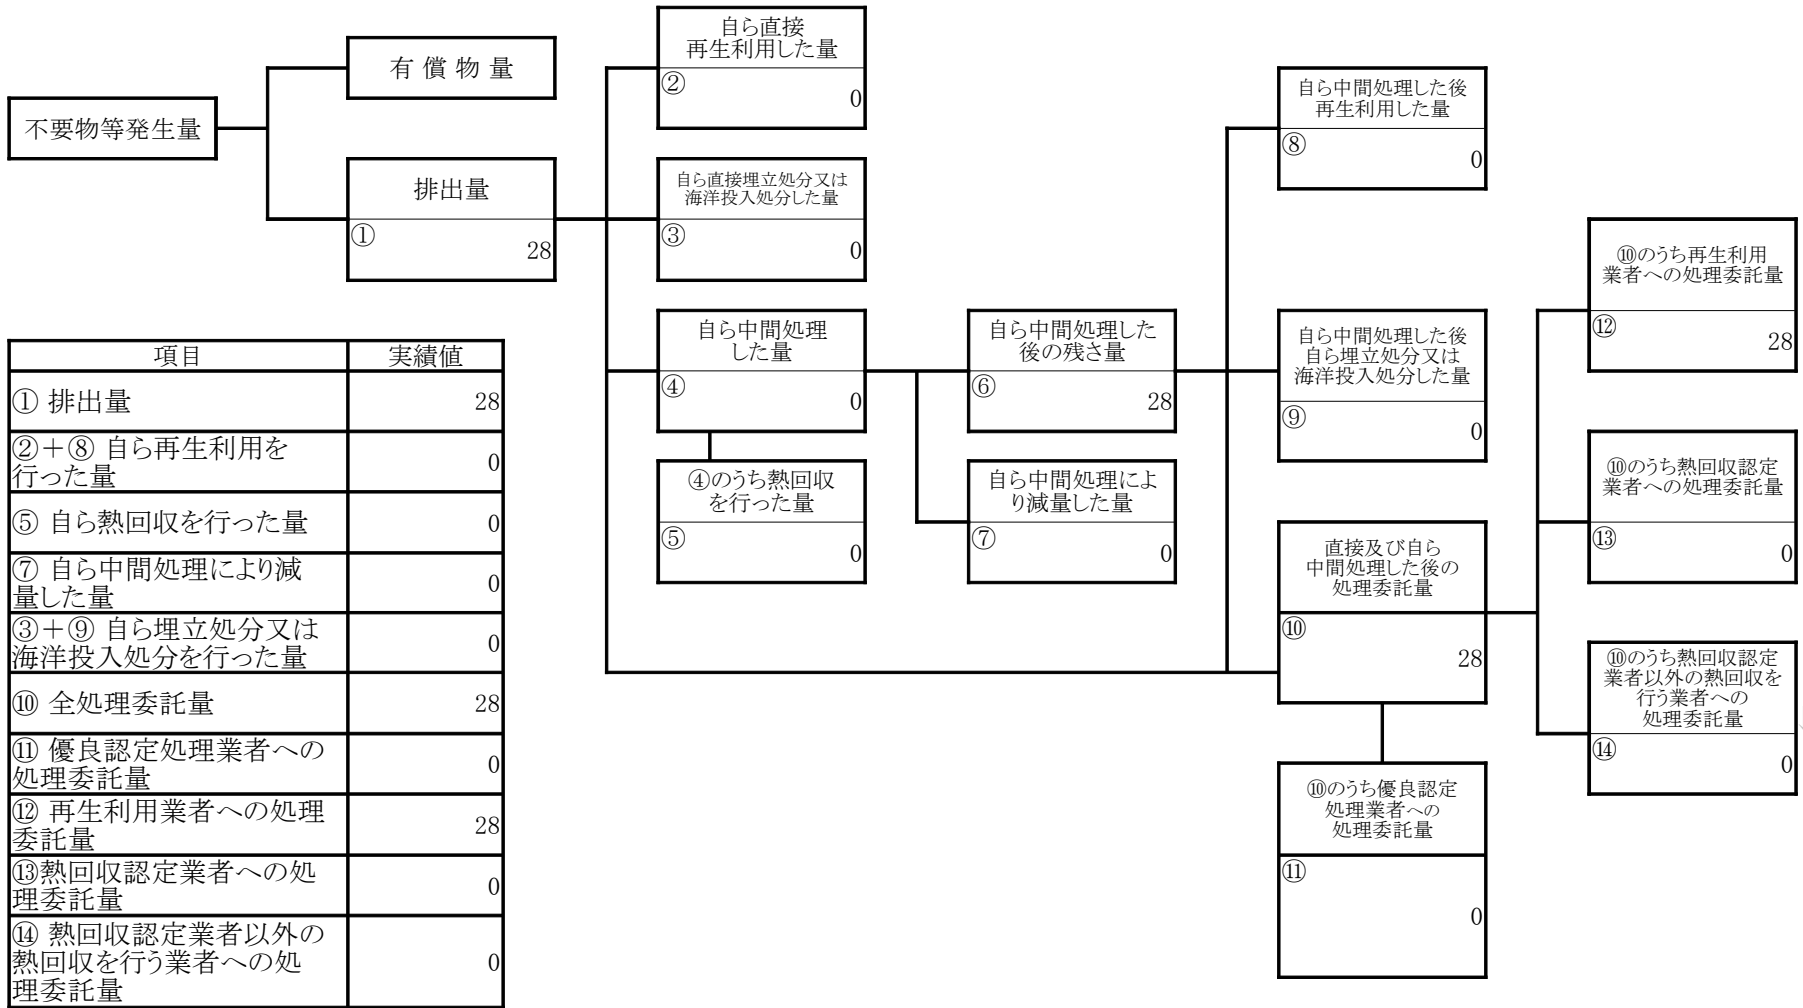 不要物等発生量
有 償 物 量
排出量
①
28
自ら直接
再生利用した量
②
0
自ら直接埋立処分又は
海洋投入処分した量
③
0
自ら中間処理
した量
④
0
④のうち熱回収
を行った量
⑤
0
自ら中間処理した
後の残さ量
⑥
28
自ら中間処理によ
り減量した量
⑦
0
自ら中間処理した後
再生利用した量
⑧
0
自ら中間処理した後
自ら埋立処分又は
海洋投入処分した量
⑨
0
直接及び自ら
中間処理した後の
処理委託量
⑩
28
⑩のうち優良認定
処理業者への
処理委託量
⑪
0
⑩のうち再生利用
業者への処理委託量
⑫
28
⑩のうち熱回収認定
業者への処理委託量
⑬
0
⑩のうち熱回収認定
業者以外の熱回収を
行う業者への
処理委託量
⑭
0
項目 実績値
① 排出量 28
②＋⑧ 自ら再生利用を
行った量 0
⑤ 自ら熱回収を行った量 0
⑦ 自ら中間処理により減
量した量 0
③＋⑨ 自ら埋立処分又は
海洋投入処分を行った量 0
⑩ 全処理委託量 28
⑪ 優良認定処理業者への
処理委託量 0
⑫ 再生利用業者への処理
委託量 28
⑬熱回収認定業者への処
理委託量 0
⑭ 熱回収認定業者以外の
熱回収を行う業者への処
理委託量 0